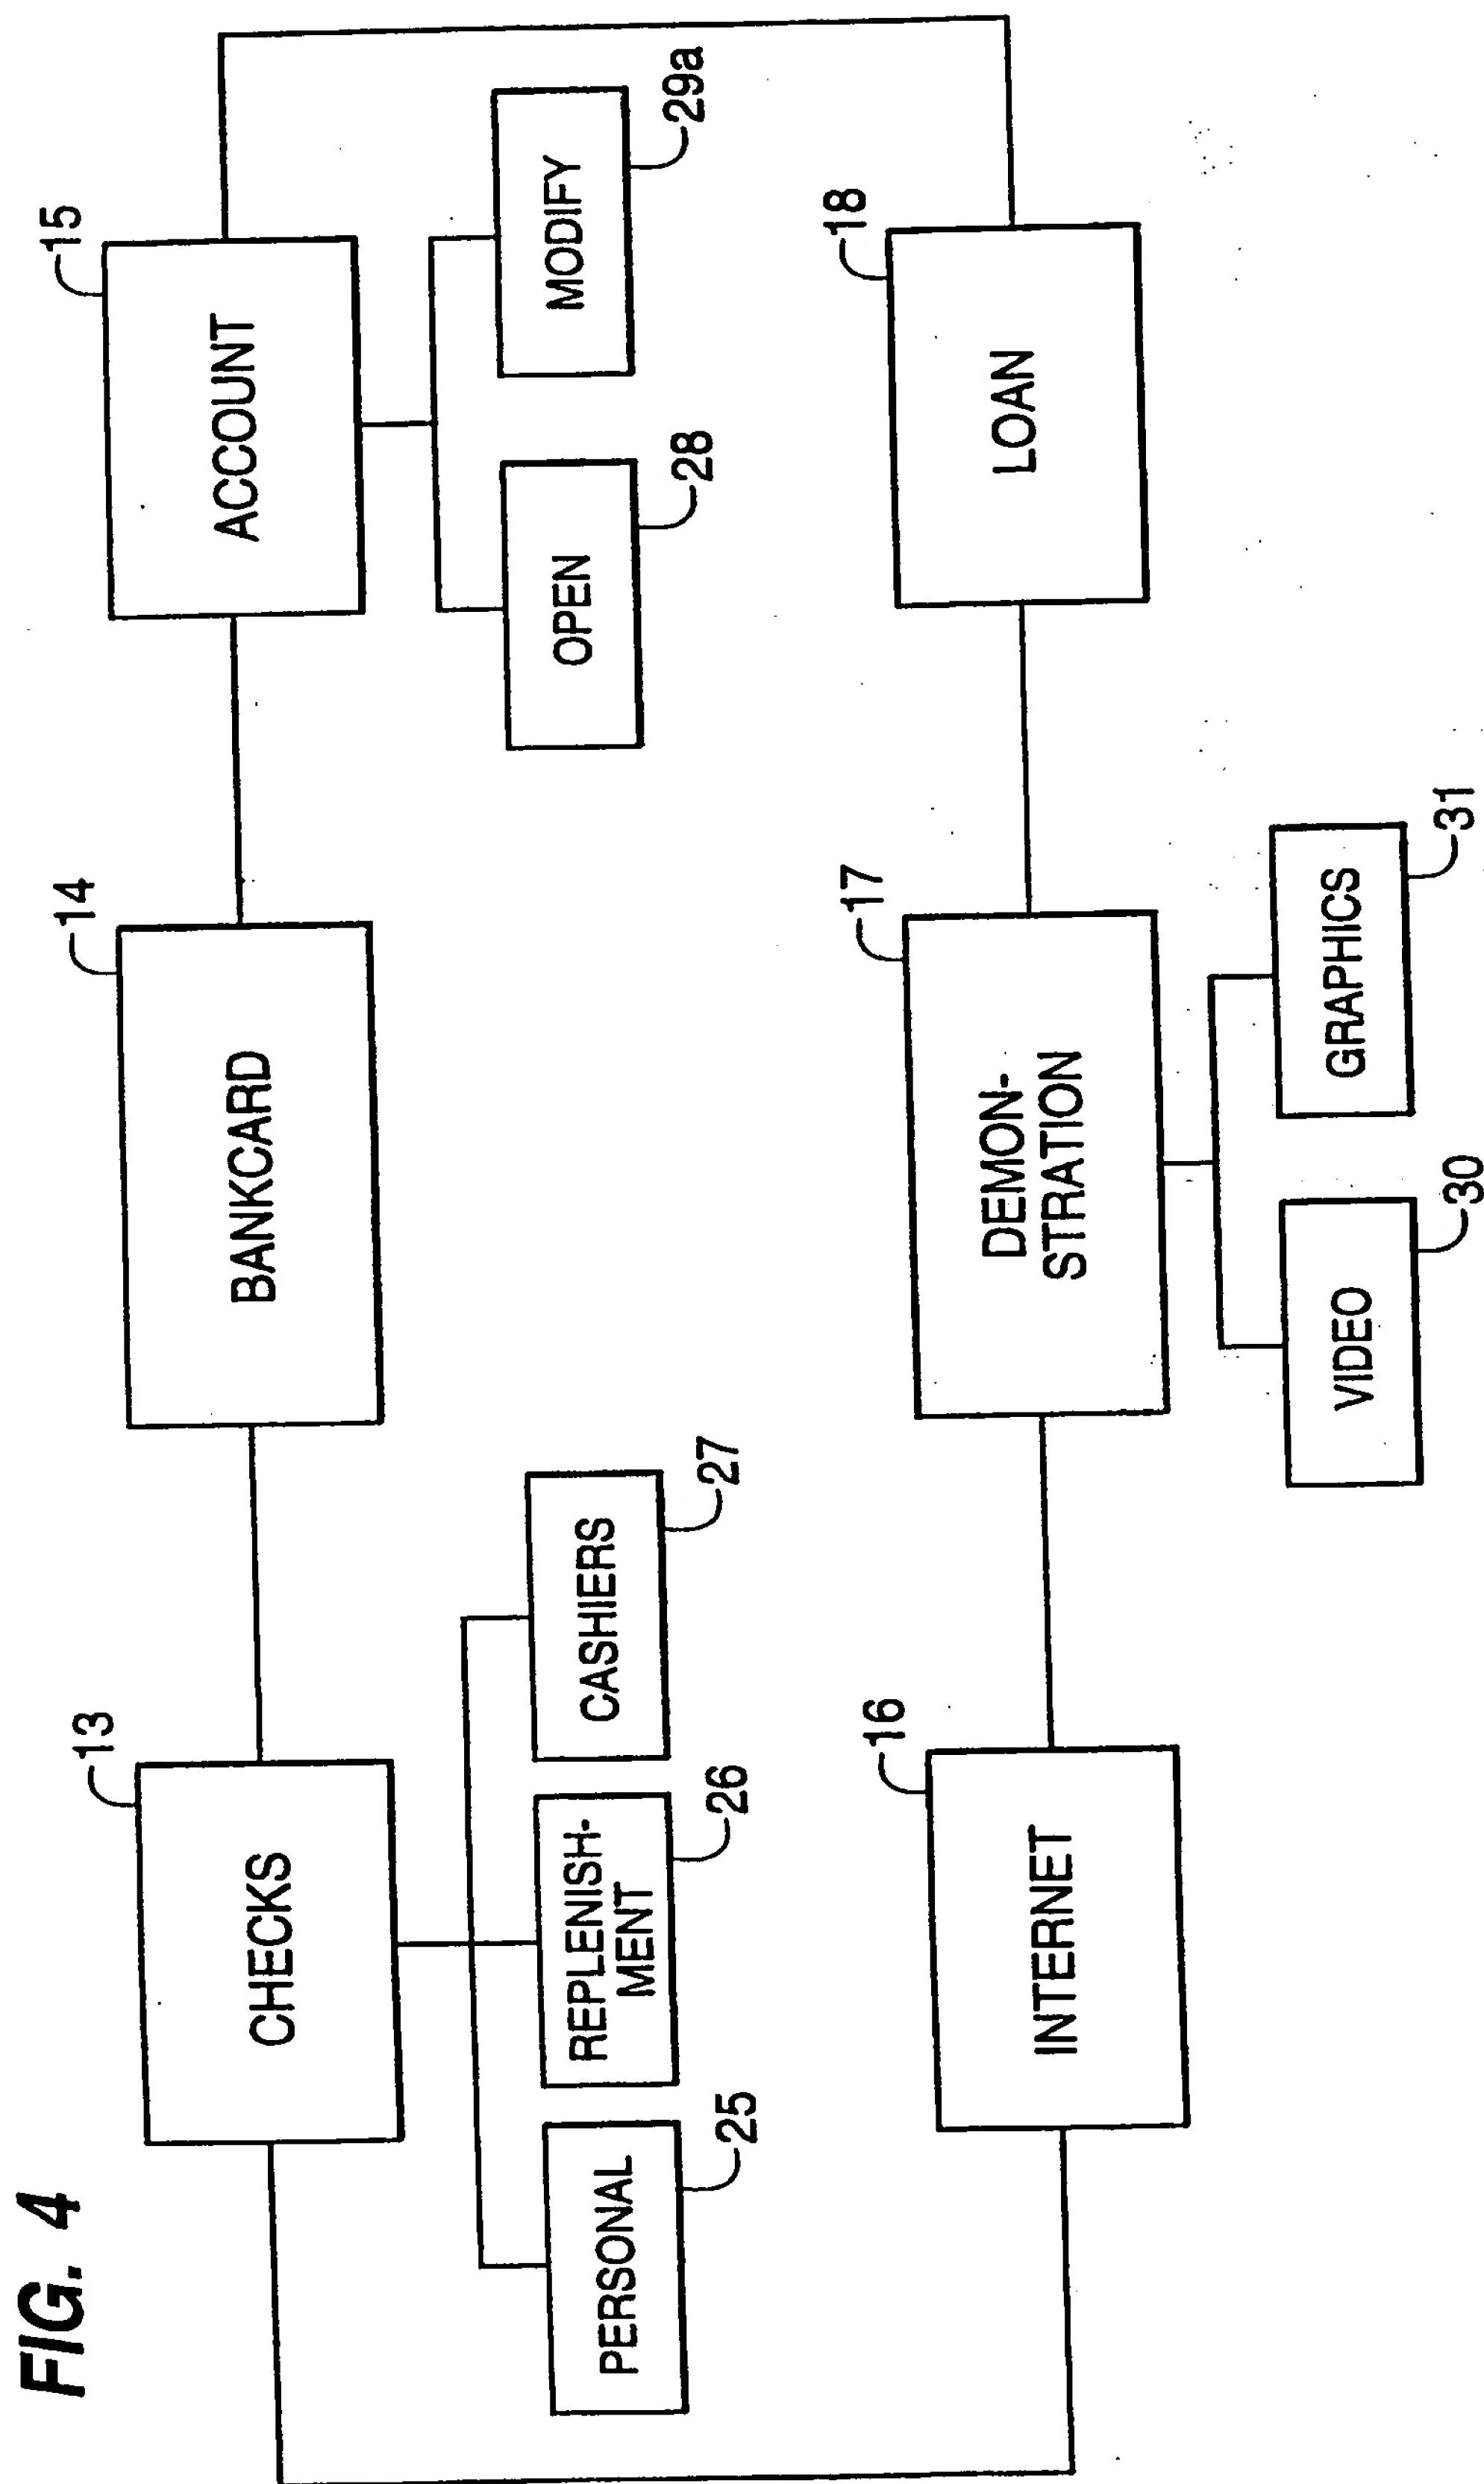 FIG. 4
13
CHECKS
14
BANKCARD
15
ACCOUNT
PERSONAL
25
REPLENISH-
MENT
26
CASHIERS
27
OPEN
28
MODIFY
29a
16
INTERNET
17
DEMON-
STRATION
18
LOAN
VIDEO
30
GRAPHICS
31